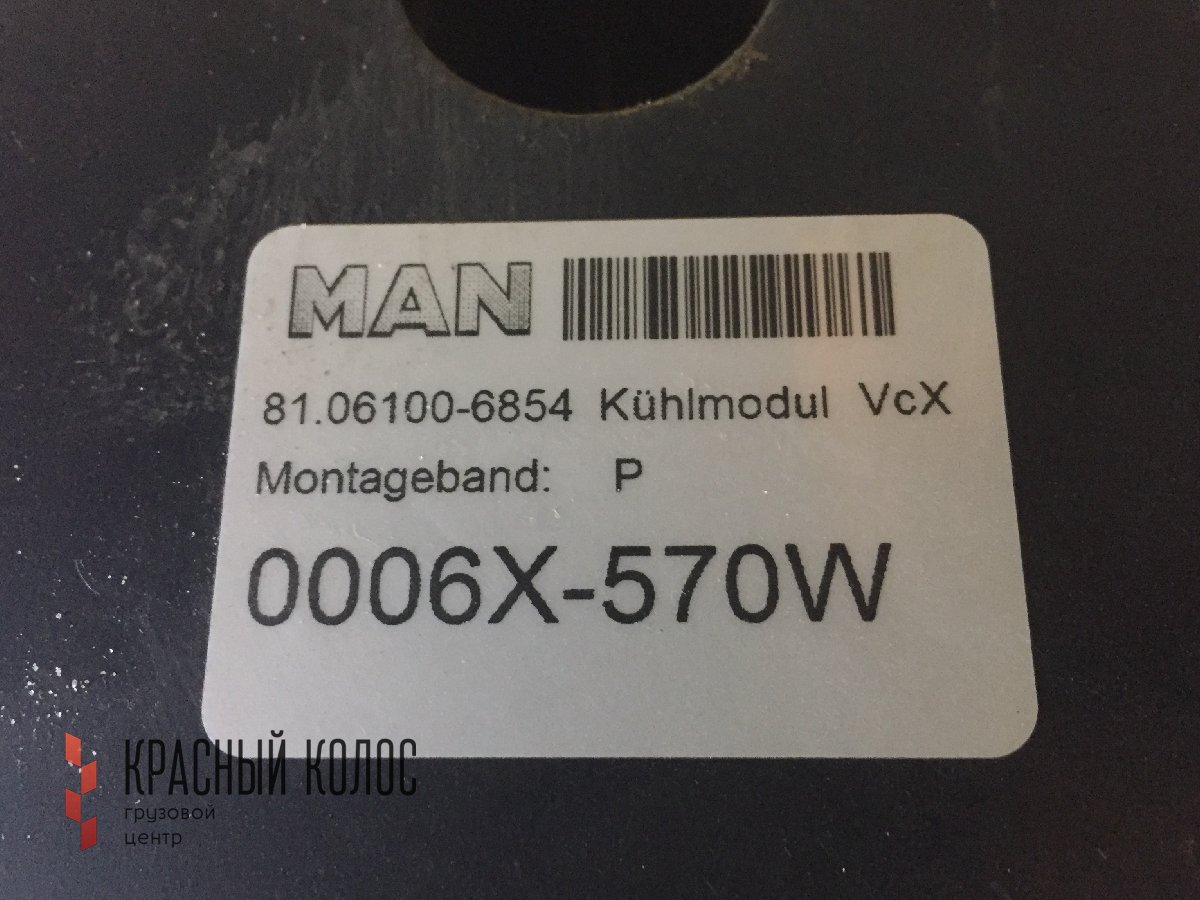 MAN
81.06100-6854 Kühlmodul VcX
Montageband: P
0006X-570W
КРАСНЫЙ КОЛОС
грузовой
центр